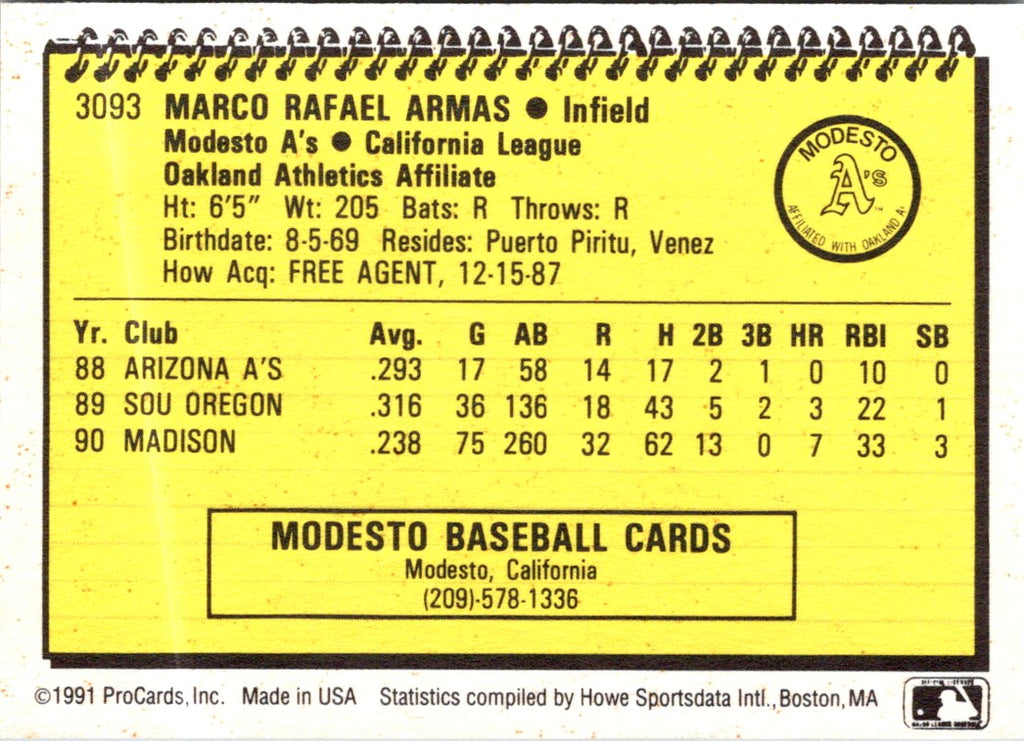 3093 MARCO RAFAEL ARMAS ● Infield
Modesto A's ● California League
Oakland Athletics Affiliate
Ht: 6'5" Wt: 205 Bats: R Throws: R
Birthdate: 8-5-69 Resides: Puerto Piritu, Venez
How Acq: FREE AGENT, 12-15-87
MODESTO
A's
™
AFFILIATED WITH OAKLAND A's
Yr. Club Avg. G AB R H 2B 3B HR RBI SB
88 ARIZONA A'S .293 17 58 14 17 2 1 0 10 0
89 SOU OREGON .316 36 136 18 43 5 2 3 22 1
90 MADISON .238 75 260 32 62 13 0 7 33 3
MODESTO BASEBALL CARDS
Modesto, California
(209)-578-1336
©1991 ProCards, Inc. Made in USA Statistics compiled by Howe Sportsdata Intl., Boston, MA